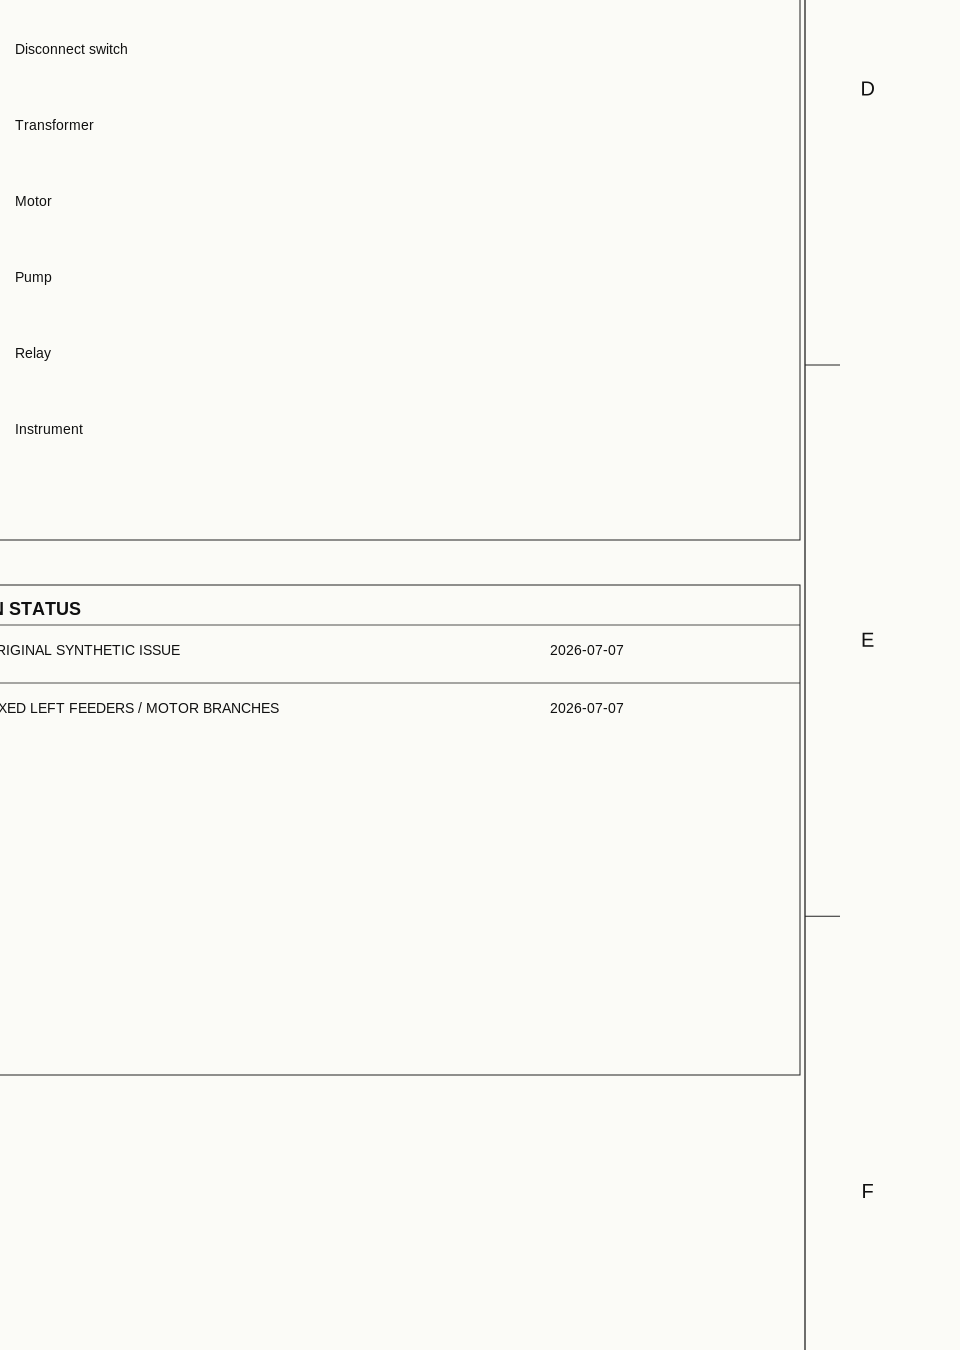 Disconnect switch
D
Transformer
Motor
Pump
Relay
Instrument
STATUS
E
RIGINAL SYNTHETIC ISSUE 2026-07-07
XED LEFT FEEDERS / MOTOR BRANCHES 2026-07-07
F